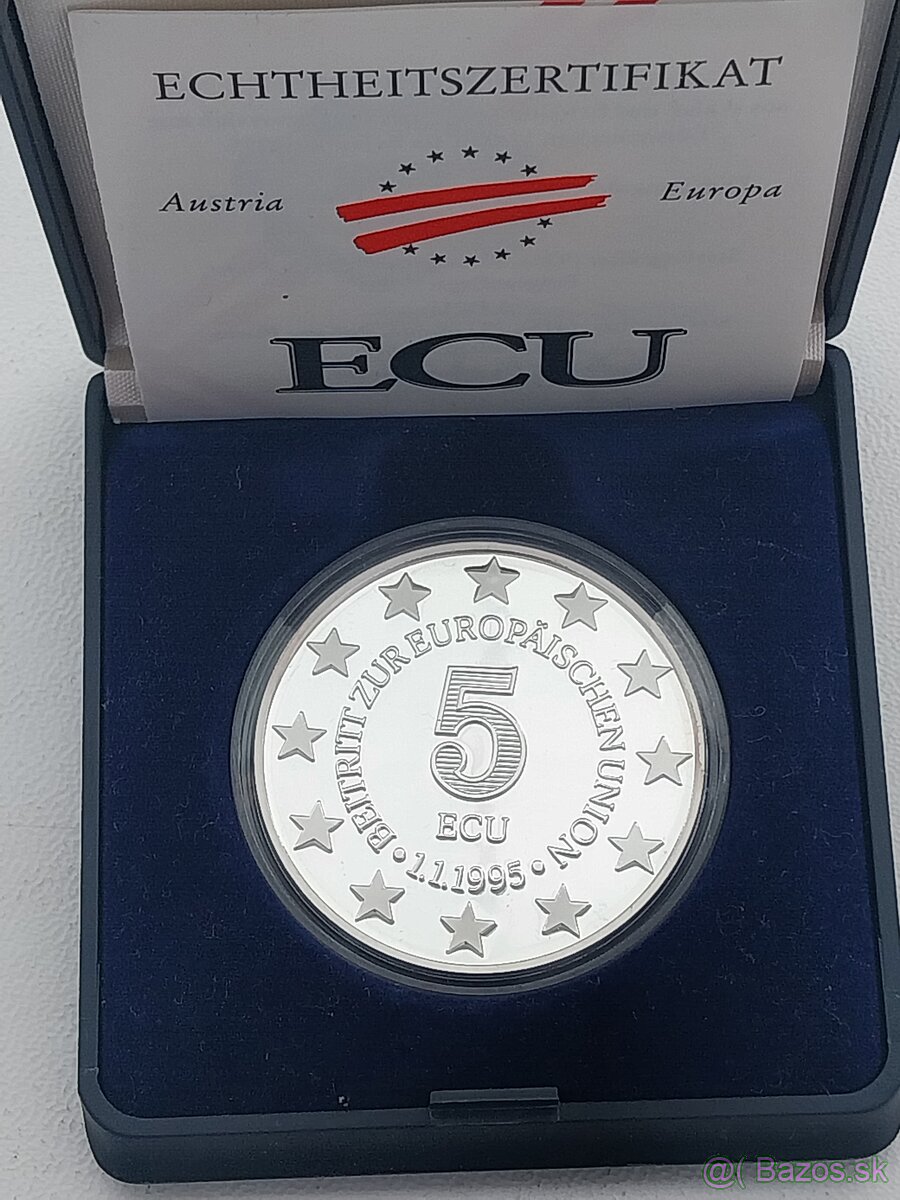 ECHTHEITSZERTIFIKAT
Austria
Europa
ECU
BEITRITT ZUR EUROPÄISCHEN UNION
5
ECU
• 1.1.1995 •
@( Bazos.sk